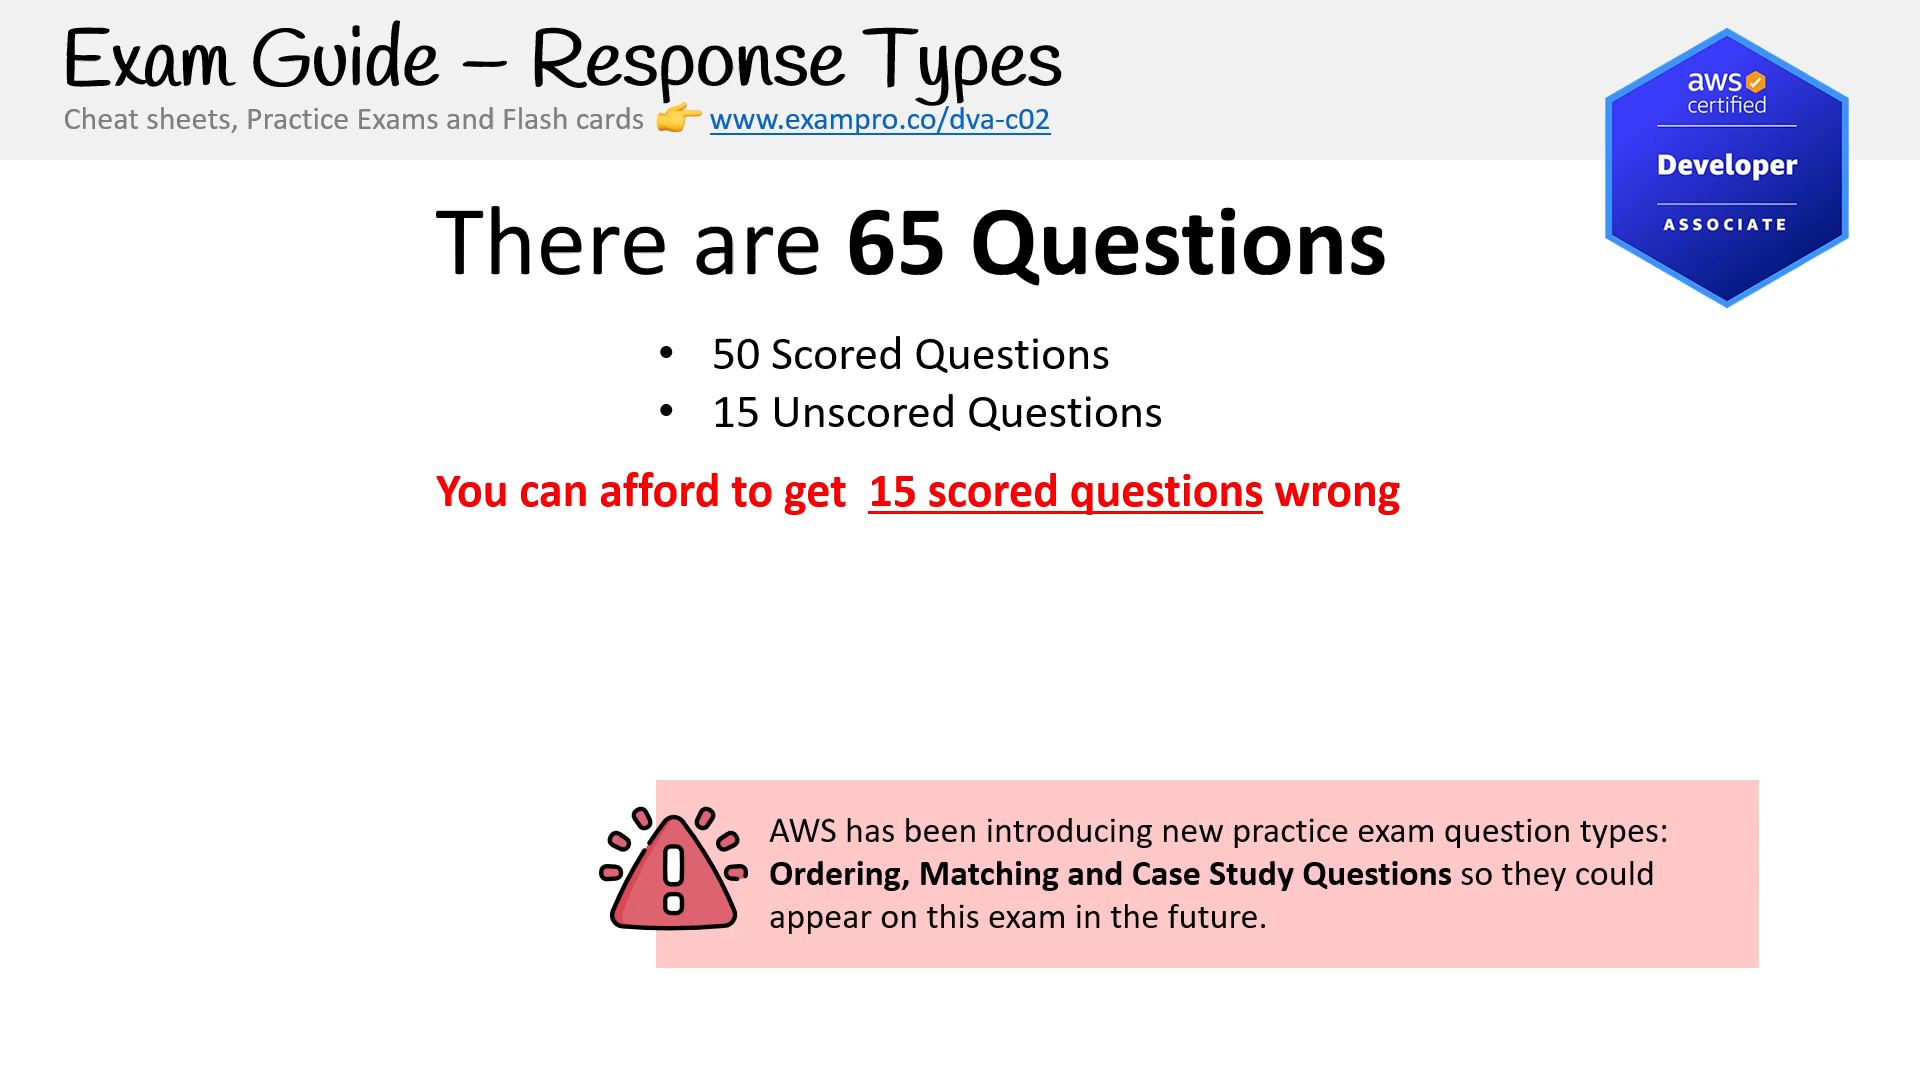 Exam Guide – Response Types
Cheat sheets, Practice Exams and Flash cards 👉 www.exampro.co/dva-c02
aws
certified
Developer
ASSOCIATE
There are 65 Questions
• 50 Scored Questions
• 15 Unscored Questions
You can afford to get 15 scored questions wrong
AWS has been introducing new practice exam question types:
Ordering, Matching and Case Study Questions so they could
appear on this exam in the future.